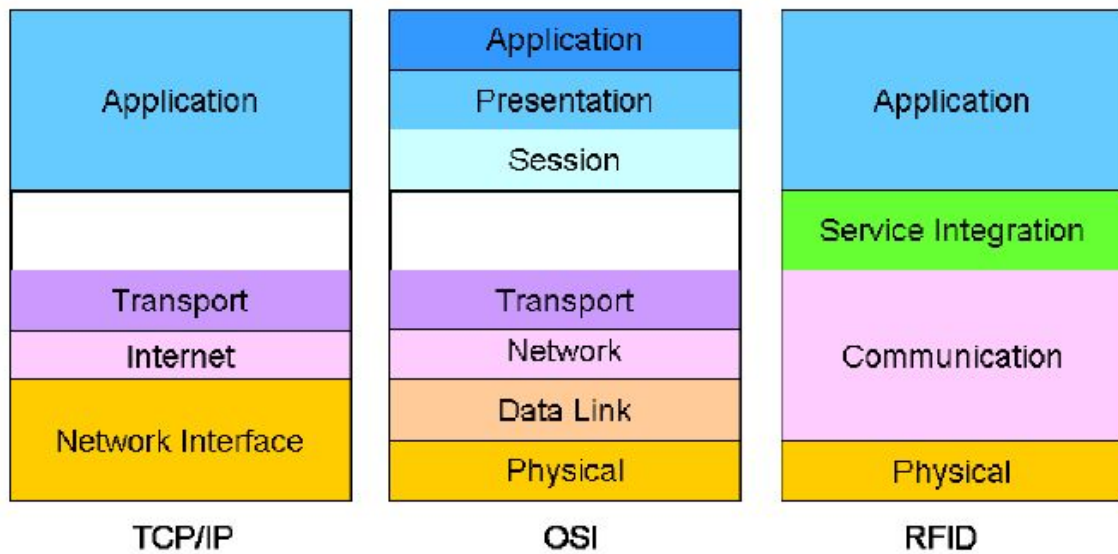 Application
Transport
Internet
Network Interface
TCP/IP
Application
Presentation
Session
Transport
Network
Data Link
Physical
OSI
Application
Service Integration
Communication
Physical
RFID